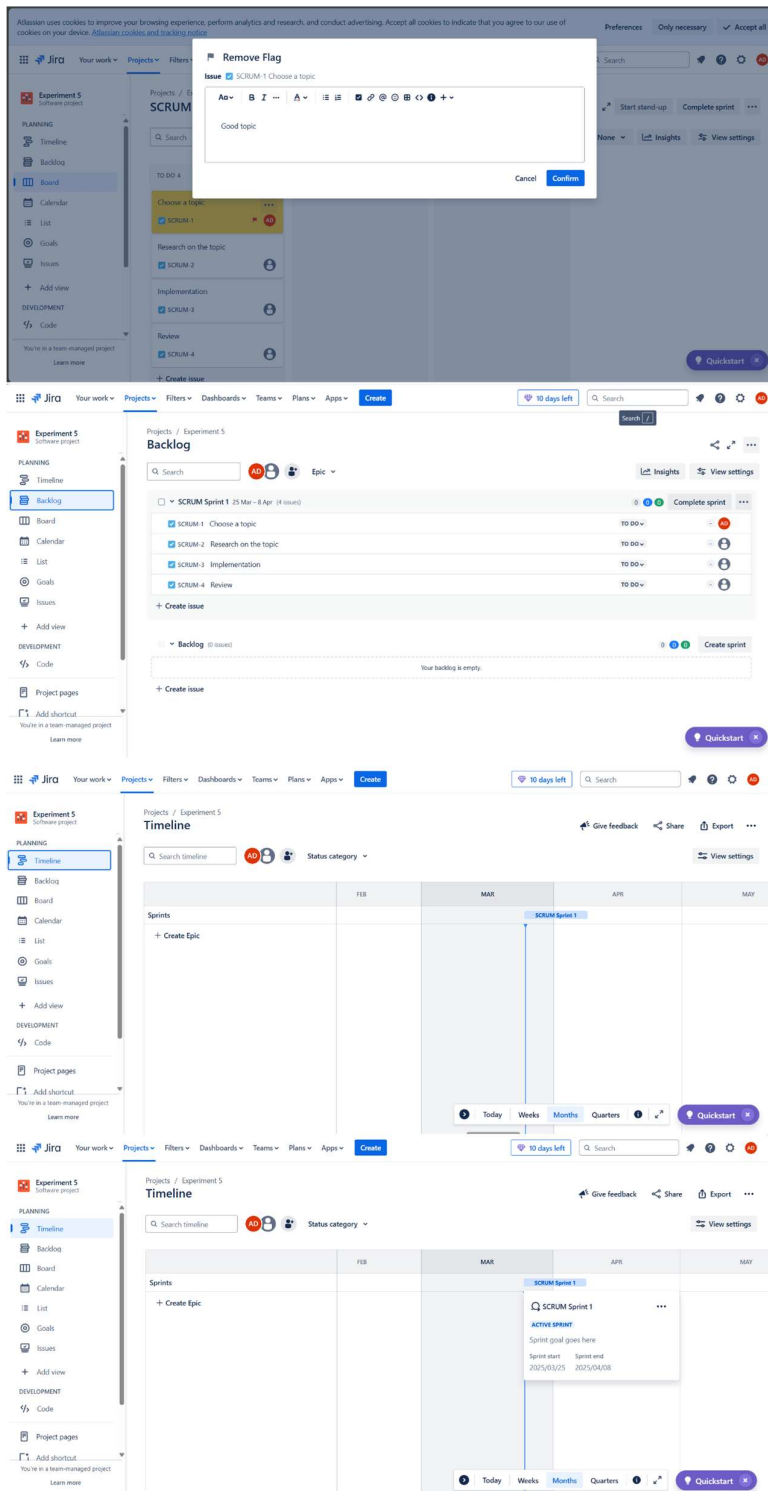 Atlassian uses cookies to improve your browsing experience, perform analytics and research, and conduct advertising. Accept all cookies to indicate that you agree to our use of
cookies on your device. Atlassian cookies and tracking notice
Preferences Only necessary Accept all
Jira Your work Projects Filters Search AD
Remove Flag
Issue SCRUM-1 Choose a topic
Aa B I A
Good topic
Cancel Confirm
Experiment 5
Software project
PLANNING
Timeline
Backlog
Board
Calendar
List
Goals
Issues
Add view
DEVELOPMENT
Code
You're in a team-managed project
Learn more
Projects / Ex
SCRUM
Start stand-up Complete sprint
Search None Insights View settings
TO DO 4
Choose a topic
SCRUM-1 AD
Research on the topic
SCRUM-2
Implementation
SCRUM-3
Review
SCRUM-4
+ Create issue
Quickstart
Jira Your work Projects Filters Dashboards Teams Plans Apps Create 10 days left Search AD
Search /
Experiment 5
Software project
PLANNING
Timeline
Backlog
Board
Calendar
List
Goals
Issues
Add view
DEVELOPMENT
Code
Project pages
Add shortcut
You're in a team-managed project
Learn more
Projects / Experiment 5
Backlog
Search AD Epic Insights View settings
SCRUM Sprint 1 25 Mar – 8 Apr (4 issues) 0 0 0 Complete sprint
SCRUM-1 Choose a topic TO DO - AD
SCRUM-2 Research on the topic TO DO -
SCRUM-3 Implementation TO DO -
SCRUM-4 Review TO DO -
+ Create issue
Backlog (0 issues) 0 0 0 Create sprint
Your backlog is empty.
+ Create issue
Quickstart
Jira Your work Projects Filters Dashboards Teams Plans Apps Create 10 days left Search AD
Experiment 5
Software project
PLANNING
Timeline
Backlog
Board
Calendar
List
Goals
Issues
Add view
DEVELOPMENT
Code
Project pages
Add shortcut
You're in a team-managed project
Learn more
Projects / Experiment 5
Timeline
Give feedback Share Export
Search timeline AD Status category View settings
FEB MAR APR MAY
Sprints SCRUM Sprint 1
+ Create Epic
Today Weeks Months Quarters
Quickstart
Jira Your work Projects Filters Dashboards Teams Plans Apps Create 10 days left Search AD
Experiment 5
Software project
PLANNING
Timeline
Backlog
Board
Calendar
List
Goals
Issues
Add view
DEVELOPMENT
Code
Project pages
Add shortcut
You're in a team-managed project
Learn more
Projects / Experiment 5
Timeline
Give feedback Share Export
Search timeline AD Status category View settings
FEB MAR APR MAY
Sprints SCRUM Sprint 1
+ Create Epic
SCRUM Sprint 1
ACTIVE SPRINT
Sprint goal goes here
Sprint start Sprint end
2025/03/25 2025/04/08
Today Weeks Months Quarters
Quickstart